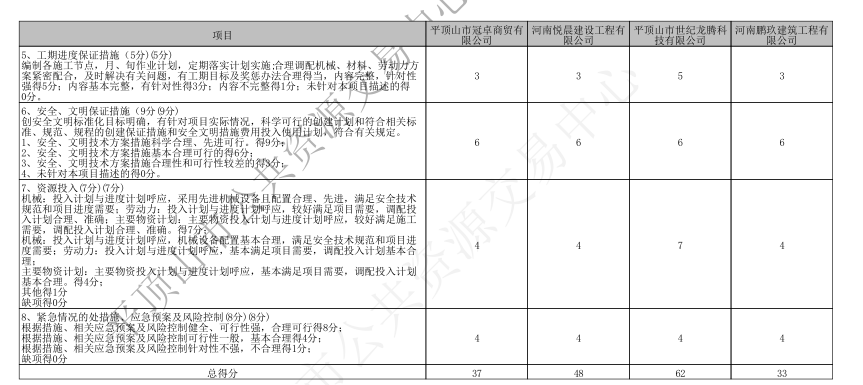 项目
平顶山市冠卓商贸有
限公司
河南悦晨建设工程有
限公司
平顶山市世纪龙腾科
技有限公司
河南鹏玖建筑工程有
限公司
5、工期进度保证措施（5分)(5分)
编制各施工节点，月、旬作业计划，定期落实计划实施;合理调配机械、材料、劳动力方
案紧密配合，及时解决有关问题，有工期目标及奖惩办法合理得当，内容完整，针对性
强得5分；内容基本完整，有针对性得3分；内容不完整得1分；未针对本项目描述的得
0分。
3
3
5
3
6、安全、文明保证措施（9分(9分)
创安全文明标准化目标明确，有针对项目实际情况，科学可行的创建计划和符合相关标
准、规范、规程的创建保证措施和安全文明措施费用投入使用计划，符合有关规定。
1、安全、文明技术方案措施科学合理、先进可行。得9分；
2、安全、文明技术方案措施基本合理可行的得6分；
3、安全、文明技术方案措施合理性和可行性较差的得3分；
4、未针对本项目描述的得0分。
6
6
6
6
7、资源投入(7分)(7分)
机械：投入计划与进度计划呼应，采用先进机械设备且配置合理、先进，满足安全技术
规范和项目进度需要；劳动力：投入计划与进度计划呼应，较好满足项目需要，调配投
入计划合理、准确；主要物资计划：主要物资投入计划与进度计划呼应，较好满足施工
需要，调配投入计划合理、准确。得7分；
机械：投入计划与进度计划呼应，机械设备配置基本合理，满足安全技术规范和项目进
度需要；劳动力：投入计划与进度计划呼应，基本满足项目需要，调配投入计划基本合
理；
主要物资计划：主要物资投入计划与进度计划呼应，基本满足项目需要，调配投入计划
基本合理。得4分；
其他得1分
缺项得0分
4
4
7
4
8、紧急情况的处措施、应急预案及风险控制(8分)(8分)
根据措施、相关应急预案及风险控制健全、可行性强，合理可行得8分；
根据措施、相关应急预案及风险控制可行性一般，基本合理得4分；
根据措施、相关应急预案及风险控制针对性不强，不合理得1分；
缺项得0分
4
4
4
4
总得分
37
48
62
33
平顶山市公共资源交易中心
市公共资源交易中心